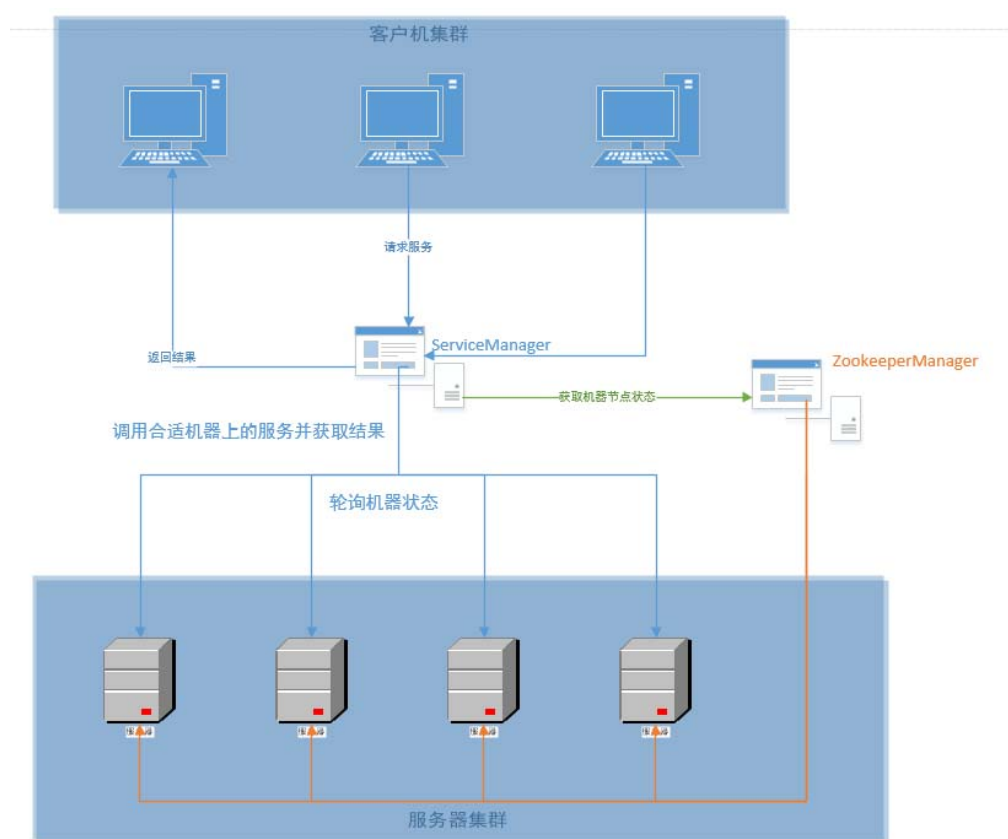 客户机集群
请求服务
ServiceManager
返回结果
ZookeeperManager
获取机器节点状态
调用合适机器上的服务并获取结果
轮询机器状态
服务器集群